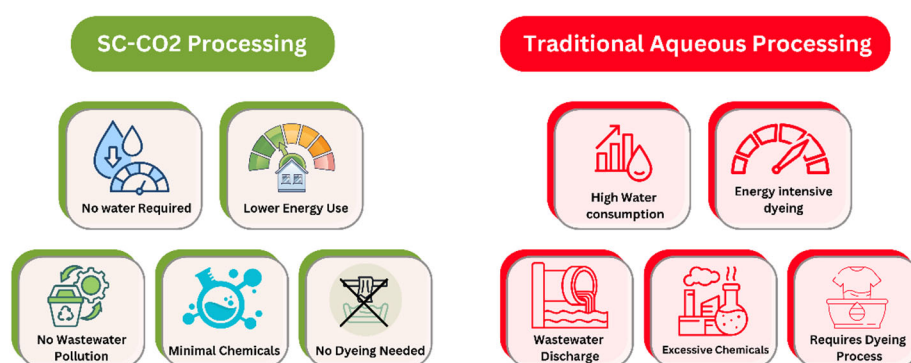 SC-CO2 Processing
Traditional Aqueous Processing
No water Required
Lower Energy Use
High Water
consumption
Energy intensive
dyeing
No Wastewater
Pollution
Minimal Chemicals
No Dyeing Needed
Wastewater
Discharge
Excessive Chemicals
Requires Dyeing
Process